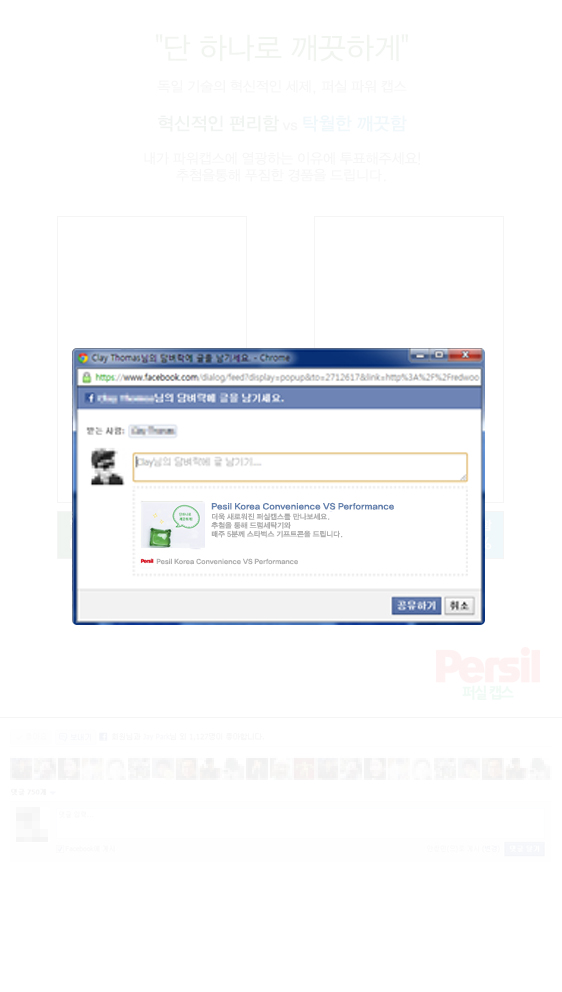 "단 하나로 깨끗하게"
독일 기술의 혁신적인 세제, 퍼실 파워 캡스
혁신적인 편리함 vs 탁월한 깨끗함
내가 파워캡스에 열광하는 이유에 투표해주세요!
추첨을통해 푸짐한 경품을 드립니다.
Clay Thomas님의 담벼락에 글을 남기세요. - Chrome
https://www.facebook.com/dialog/feed?display=popup&to=2712617&link=http%3A%2F%2Fredwoo
f Clay Thomas님의 담벼락에 글을 남기세요.
받는 사람: Clay Thomas
Clay님의 담벼락에 글 남기기...
Pesil Korea Convenience VS Performance
더욱 새로워진 퍼실캡스를 만나보세요.
추첨을 통해 드럼세탁기와
매주 5분께 스타벅스 기프트콘을 드립니다.
Persil Pesil Korea Convenience VS Performance
공유하기 취소
Persil
퍼실 캡스